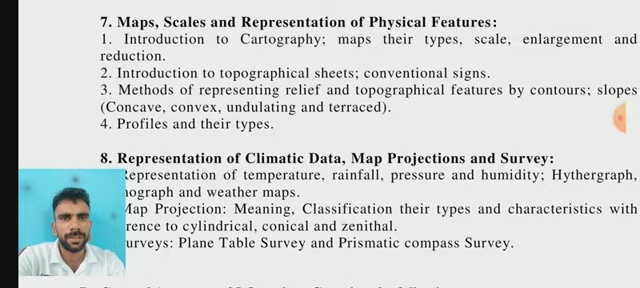 7. Maps, Scales and Representation of Physical Features:
1. Introduction to Cartography; maps their types, scale, enlargement and
reduction.
2. Introduction to topographical sheets; conventional signs.
3. Methods of representing relief and topographical features by contours; slopes
(Concave, convex, undulating and terraced).
4. Profiles and their types.
8. Representation of Climatic Data, Map Projections and Survey:
Representation of temperature, rainfall, pressure and humidity; Hythergraph,
and weather maps.
Map Projection: Meaning, Classification their types and characteristics with
to cylindrical, conical and zenithal.
urveys: Plane Table Survey and Prismatic compass Survey.